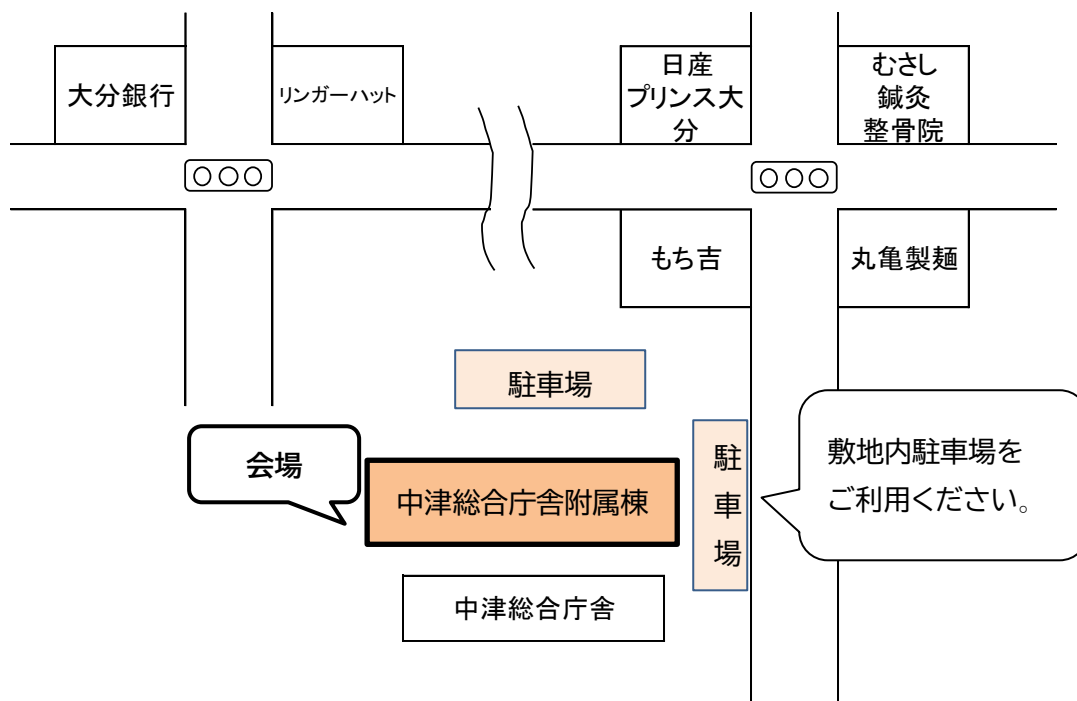 大分銀行
リンガーハット
日産
プリンス大
分
むさし
鍼灸
整骨院
もち吉
丸亀製麺
駐車場
会場
中津総合庁舎附属棟
駐
車
場
敷地内駐車場を
ご利用ください。
中津総合庁舎